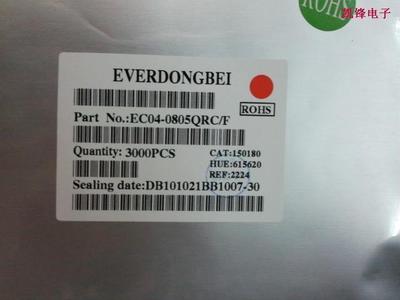 ROHS
凯锋电子
EVERDONGBEI
ROHS
Part No.:EC04-0805QRC/F
Quantity: 3000PCS
CAT:150180
HUE:615620
REF:2224
Sealing date:DB101021BB1007-30